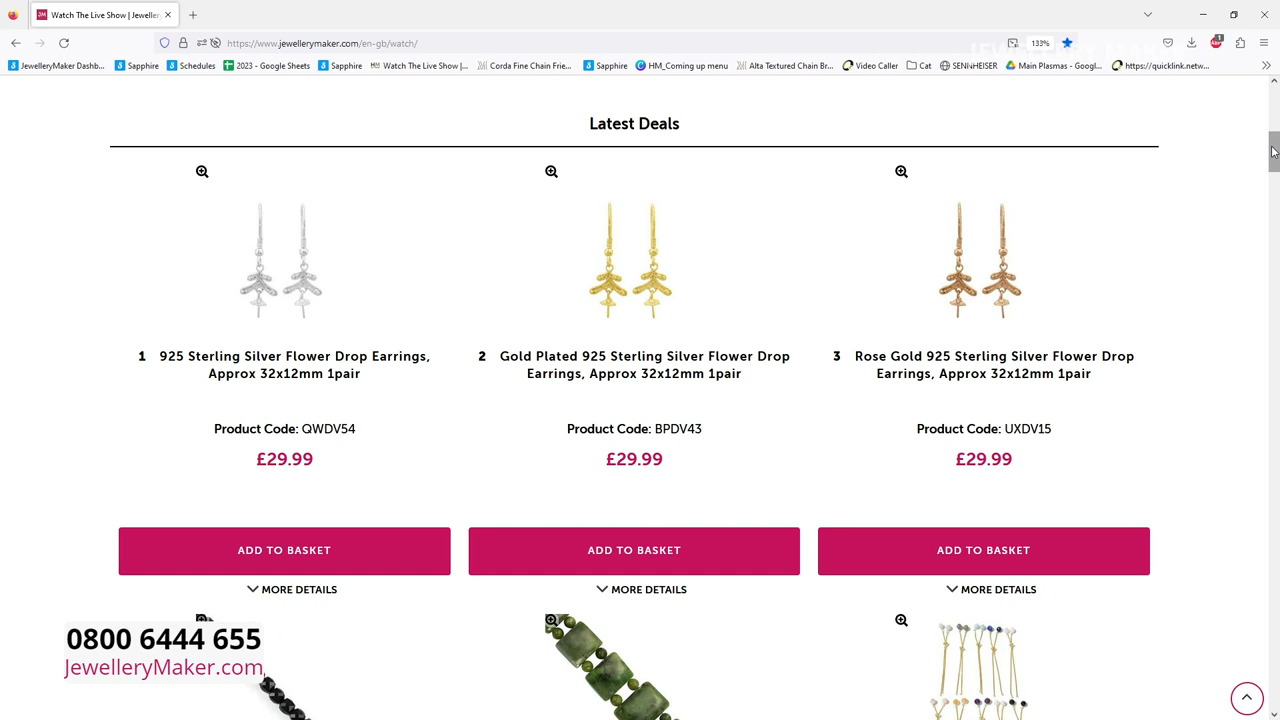 Watch The Live Show | Jeweller
https://www.jewellerymaker.com/en-gb/watch/
133%
JewelleryMaker Dashb...
Sapphire
Schedules
2023 - Google Sheets
Sapphire
Watch The Live Show |...
Corda Fine Chain Frie...
Sapphire
HM_Coming up menu
Alta Textured Chain Br...
Video Caller
Cat
SENNHEISER
Main Plasmas - Googl...
https://quicklink.netw...
Latest Deals
1 925 Sterling Silver Flower Drop Earrings,
Approx 32x12mm 1pair
Product Code: QWDV54
£29.99
ADD TO BASKET
MORE DETAILS
2 Gold Plated 925 Sterling Silver Flower Drop
Earrings, Approx 32x12mm 1pair
Product Code: BPDV43
£29.99
ADD TO BASKET
MORE DETAILS
3 Rose Gold 925 Sterling Silver Flower Drop
Earrings, Approx 32x12mm 1pair
Product Code: UXDV15
£29.99
ADD TO BASKET
MORE DETAILS
0800 6444 655
JewelleryMaker.com